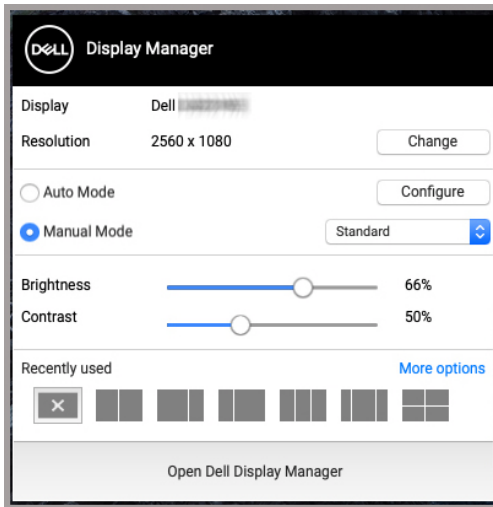 DELL Display Manager
Display Dell
Resolution 2560 x 1080 Change
Auto Mode Configure
Manual Mode Standard
Brightness 66%
Contrast 50%
Recently used More options
Open Dell Display Manager